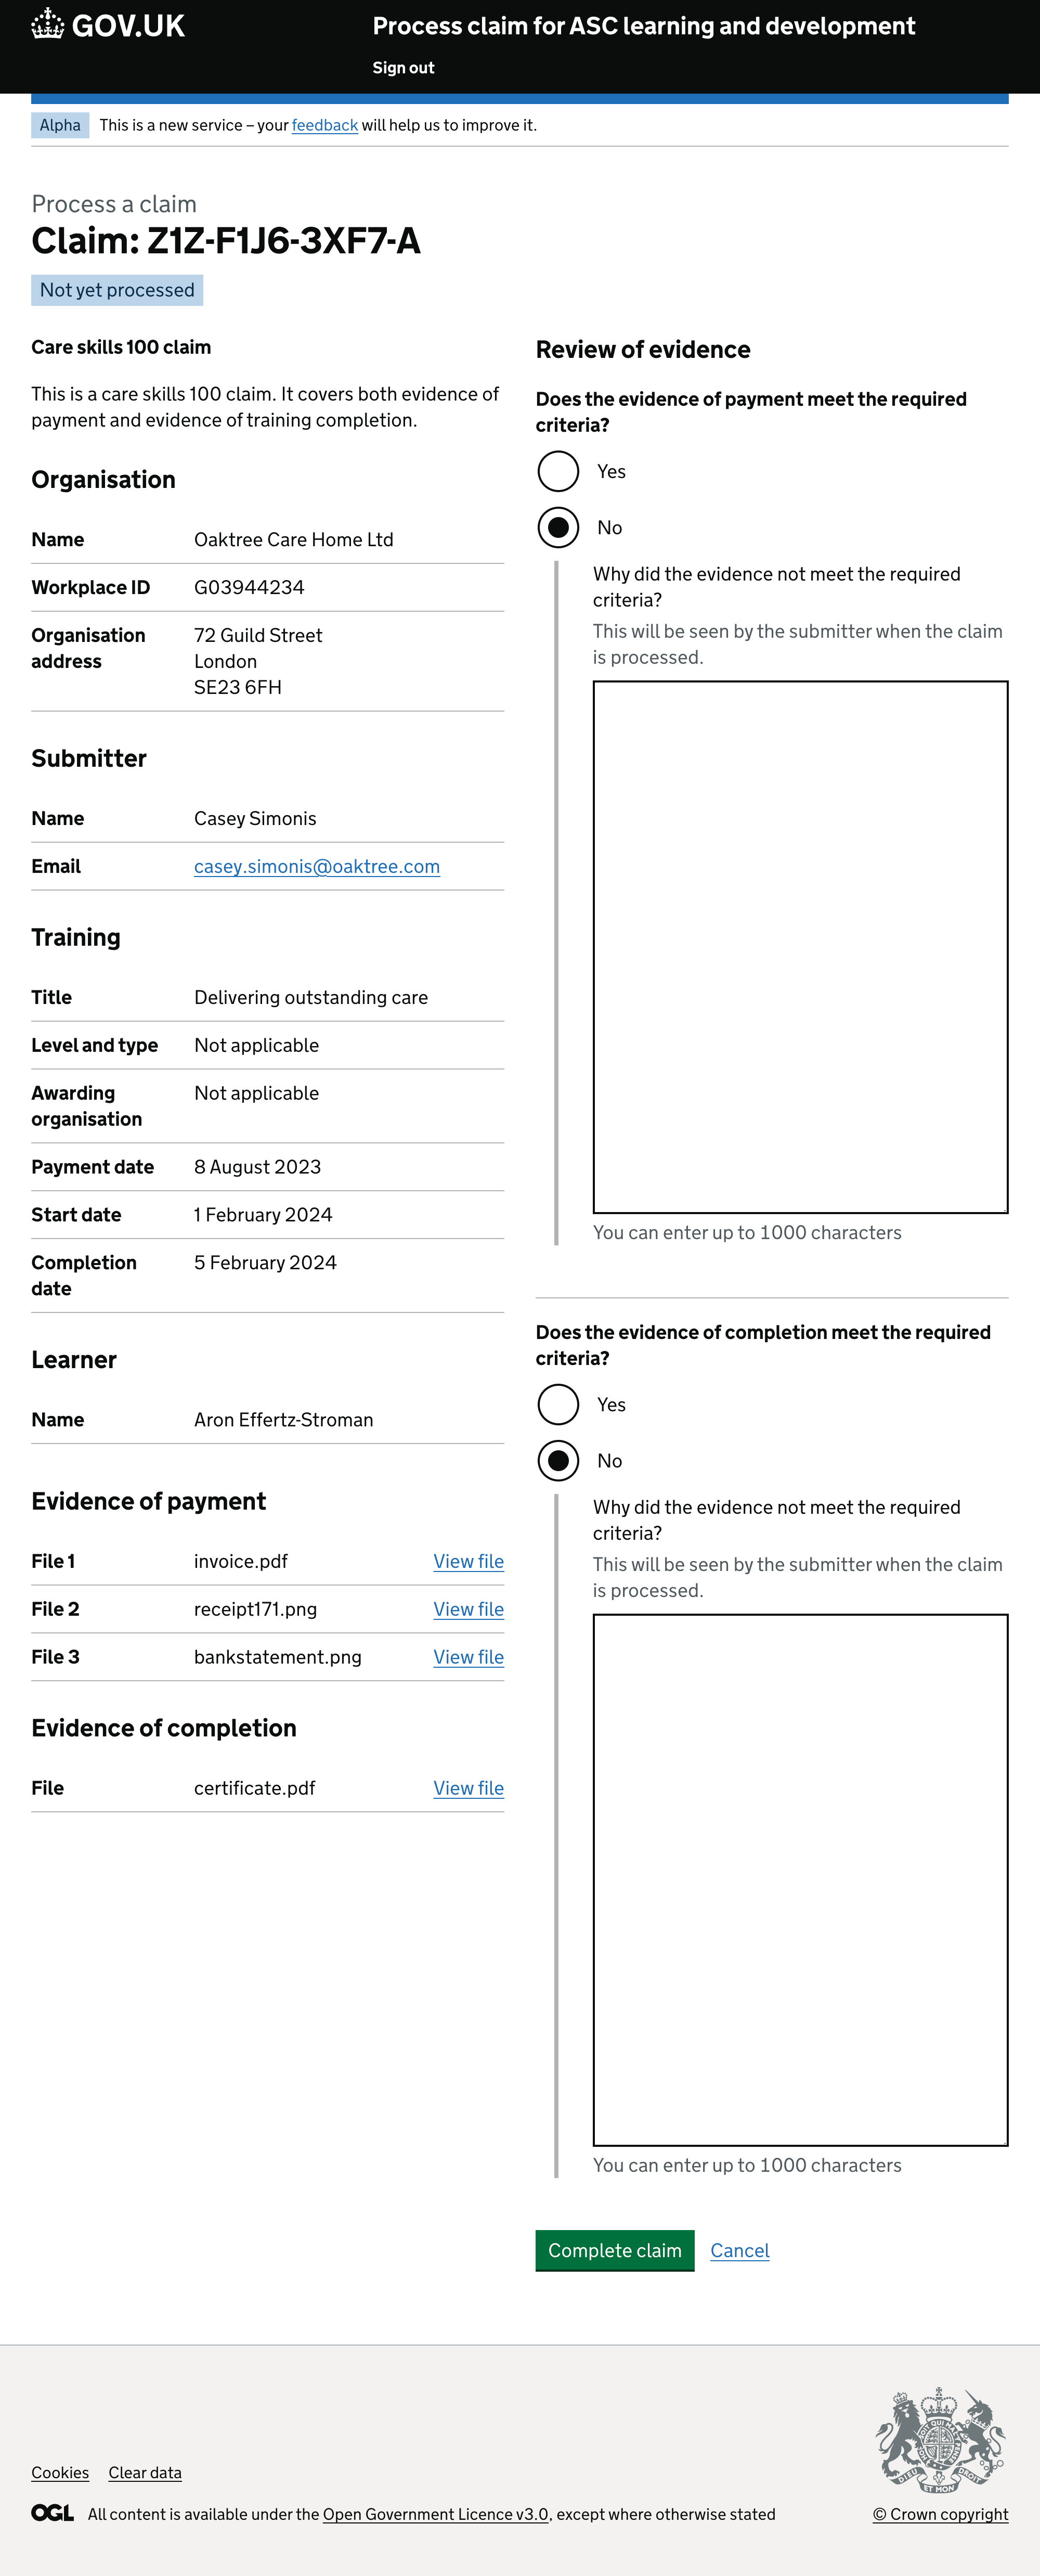 GOV.UK
Process claim for ASC learning and development
Sign out
Alpha
This is a new service – your feedback will help us to improve it.
Process a claim
Claim: Z1Z-F1J6-3XF7-A
Not yet processed
Care skills 100 claim
This is a care skills 100 claim. It covers both evidence of
payment and evidence of training completion.
Organisation
Name Oaktree Care Home Ltd
Workplace ID G03944234
Organisation address
72 Guild Street
London
SE23 6FH
Submitter
Name Casey Simonis
Email casey.simonis@oaktree.com
Training
Title Delivering outstanding care
Level and type Not applicable
Awarding organisation Not applicable
Payment date 8 August 2023
Start date 1 February 2024
Completion date 5 February 2024
Learner
Name Aron Effertz-Stroman
Evidence of payment
File 1 invoice.pdf View file
File 2 receipt171.png View file
File 3 bankstatement.png View file
Evidence of completion
File certificate.pdf View file
Review of evidence
Does the evidence of payment meet the required
criteria?
Yes
No
Why did the evidence not meet the required
criteria?
This will be seen by the submitter when the claim
is processed.
You can enter up to 1000 characters
Does the evidence of completion meet the required
criteria?
Yes
No
Why did the evidence not meet the required
criteria?
This will be seen by the submitter when the claim
is processed.
You can enter up to 1000 characters
Complete claim Cancel
Cookies Clear data
OGL All content is available under the Open Government Licence v3.0, except where otherwise stated
DIEU ET MON DROIT
© Crown copyright